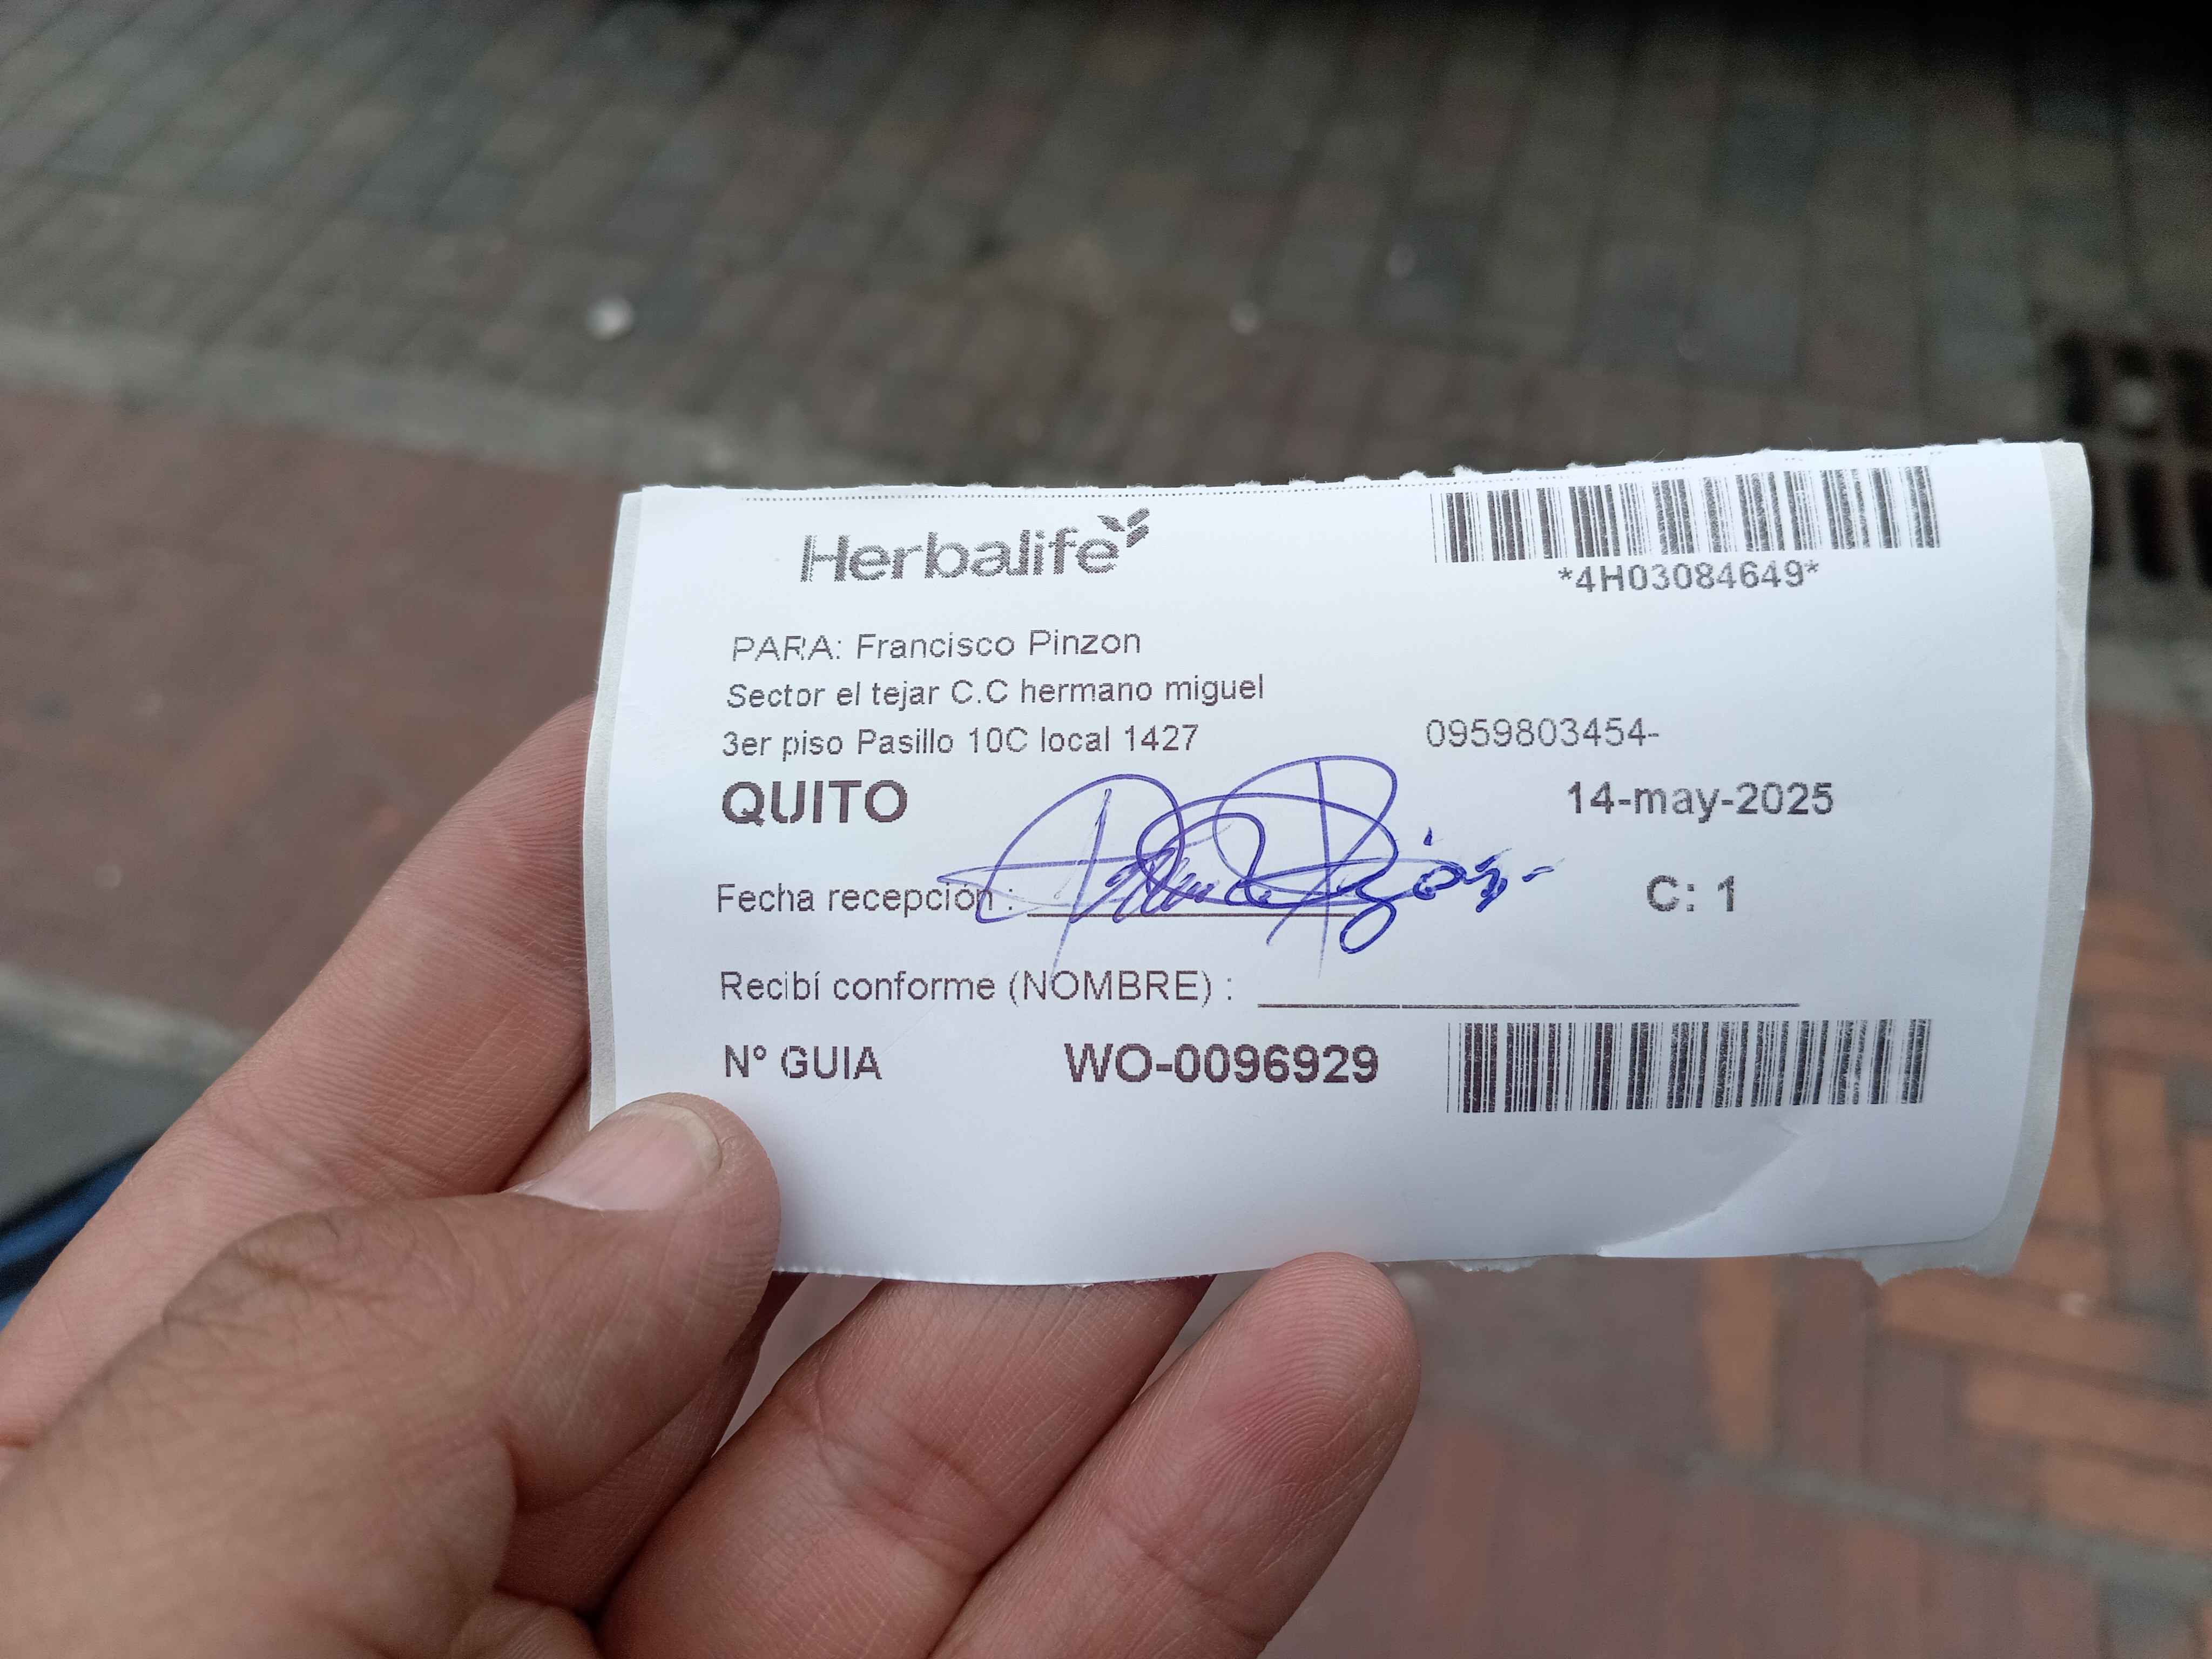 Herbalife
*4H03084649*
PARA: Francisco Pinzon
Sector el tejar C.C hermano miguel
3er piso Pasillo 10C local 1427
0959803454-
QUITO
14-may-2025
Fecha recepción :
C: 1
Recibí conforme (NOMBRE) :
N° GUIA WO-0096929